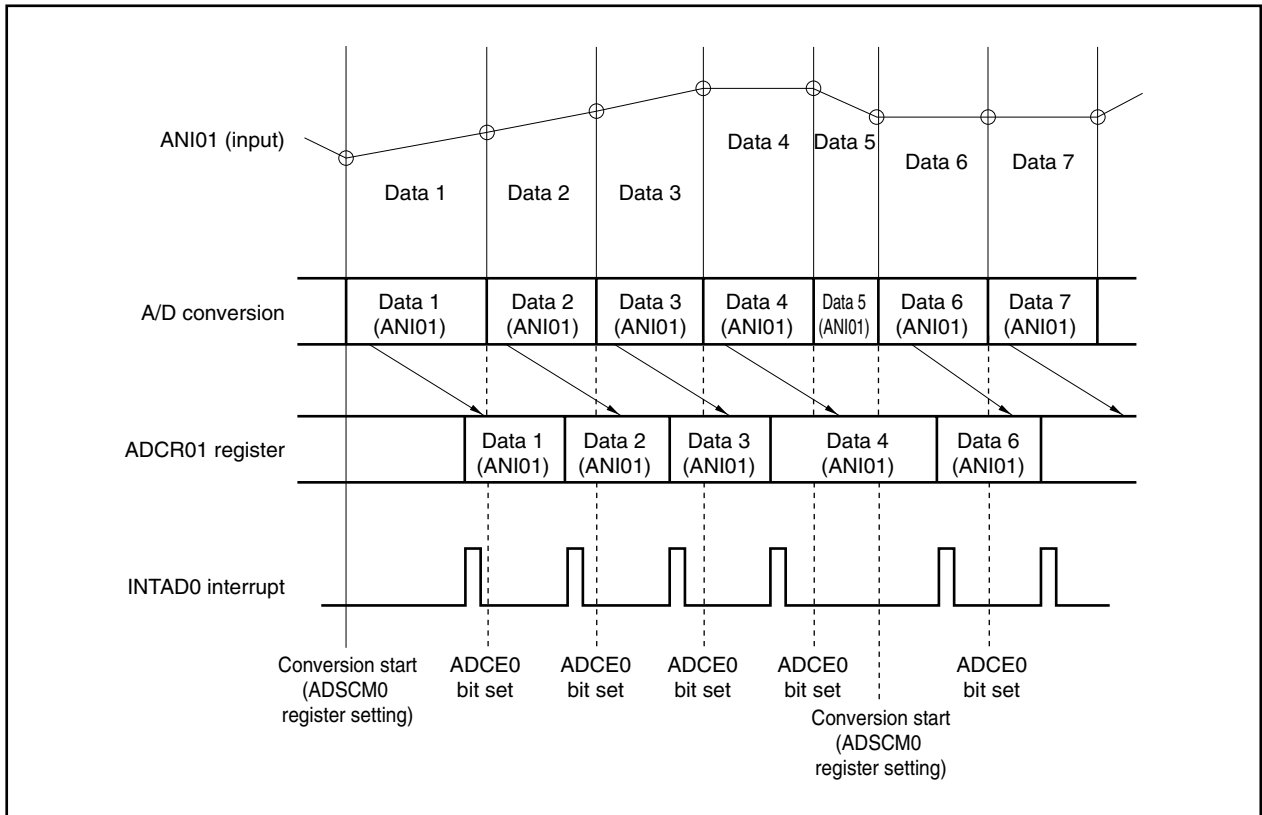 ANI01 (input)
Data 1
Data 2
Data 3
Data 4
Data 5
Data 6
Data 7
A/D conversion
Data 1
(ANI01)
Data 2
(ANI01)
Data 3
(ANI01)
Data 4
(ANI01)
Data 5
(ANI01)
Data 6
(ANI01)
Data 7
(ANI01)
ADCR01 register
Data 1
(ANI01)
Data 2
(ANI01)
Data 3
(ANI01)
Data 4
(ANI01)
Data 6
(ANI01)
INTAD0 interrupt
Conversion start
(ADSCM0
register setting)
ADCE0
bit set
ADCE0
bit set
ADCE0
bit set
ADCE0
bit set
ADCE0
bit set
Conversion start
(ADSCM0
register setting)